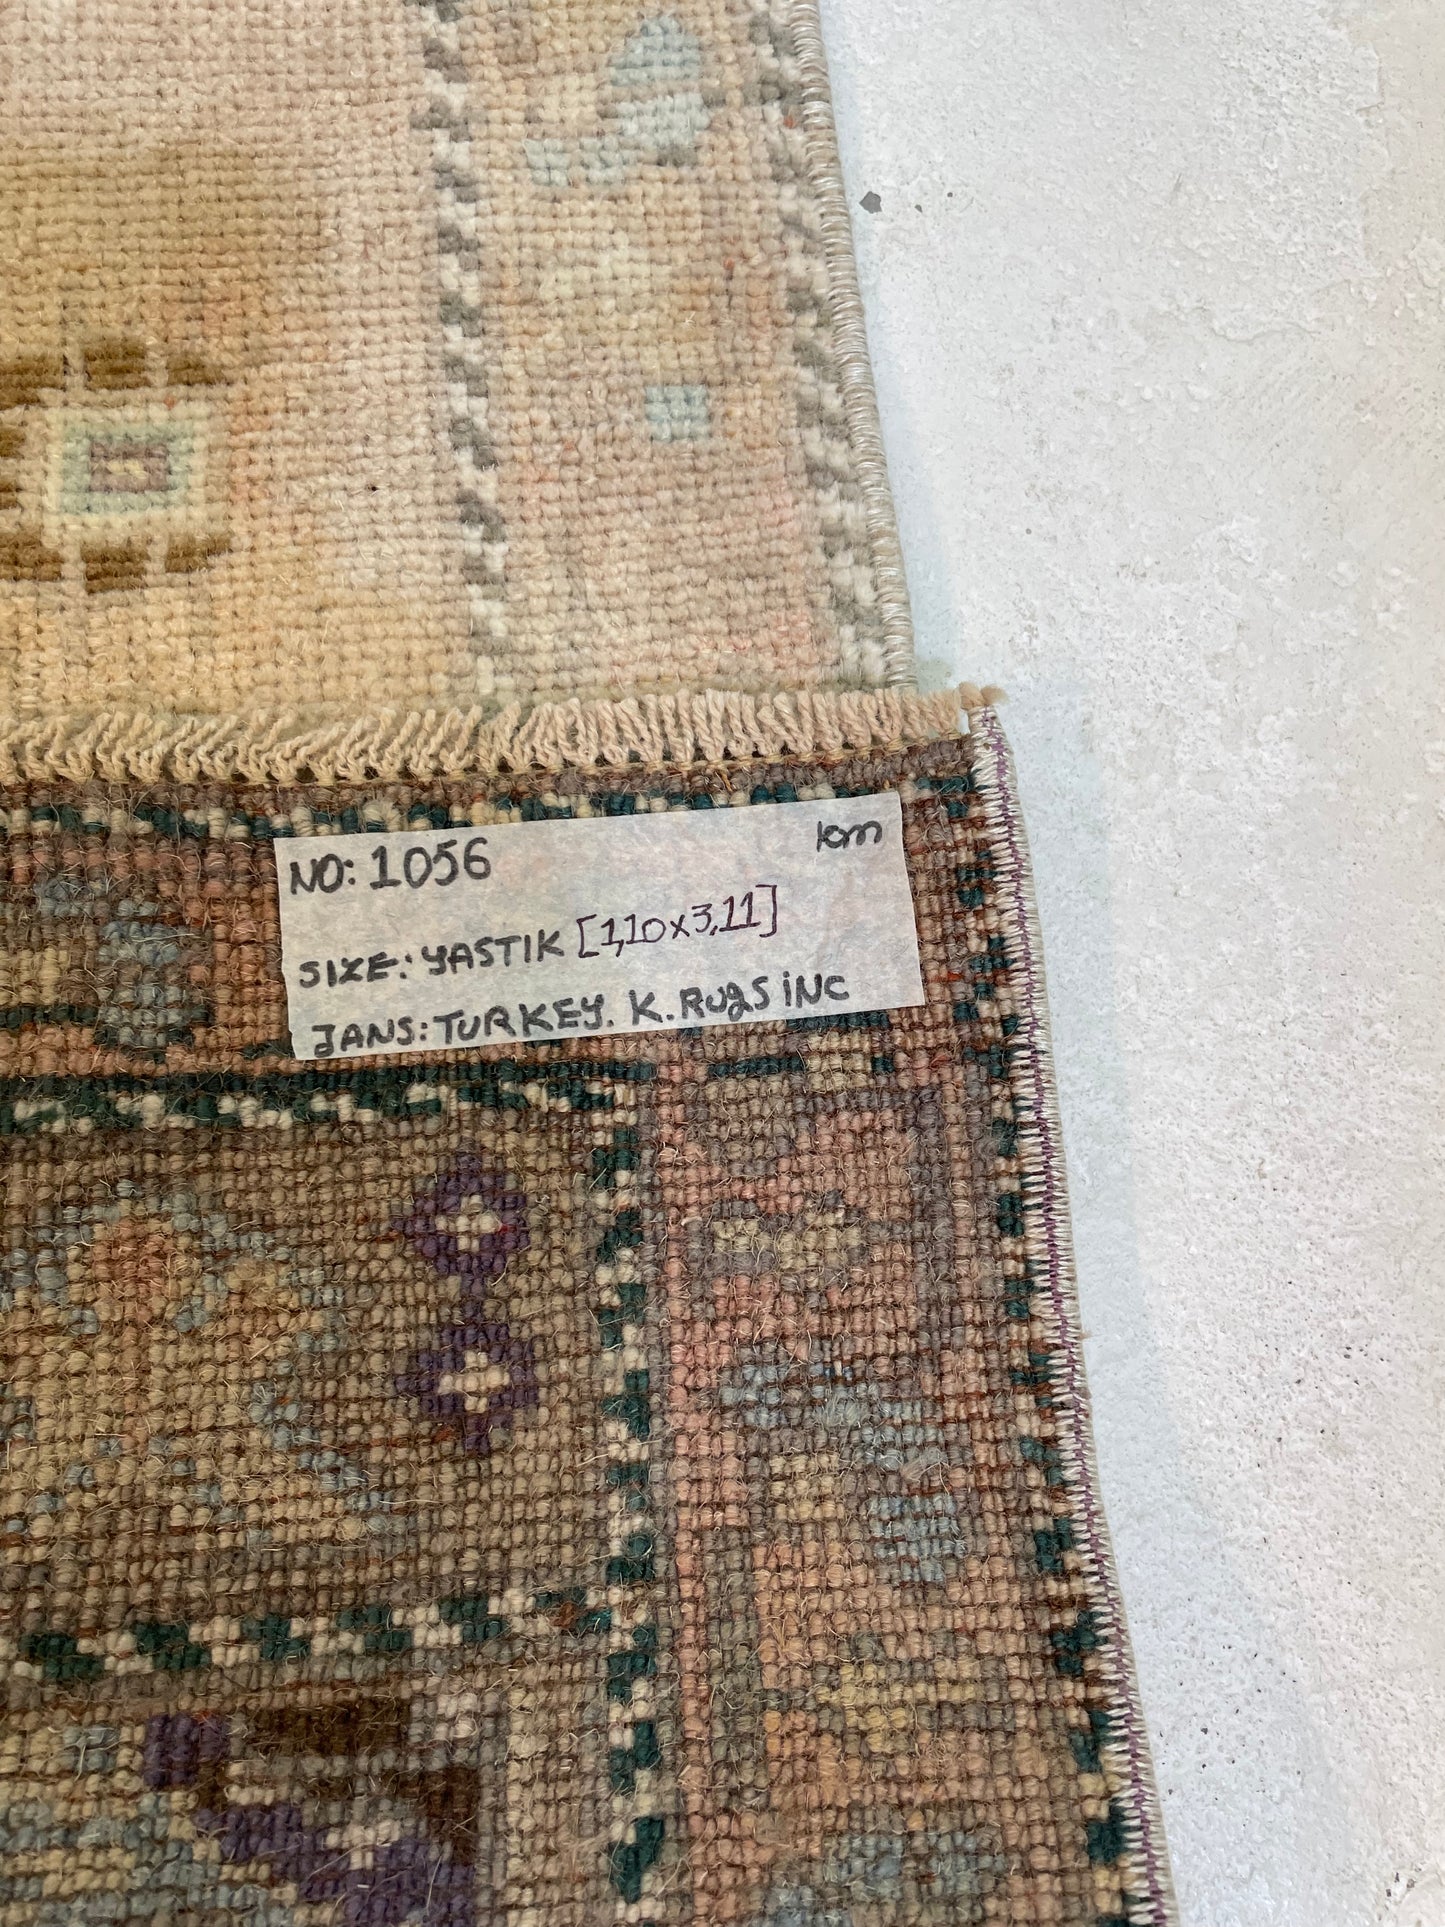 NO: 1056 km
SIZE: YASTIK [1,10x3,11]
JANS: TURKEY. K. RUGS iNC